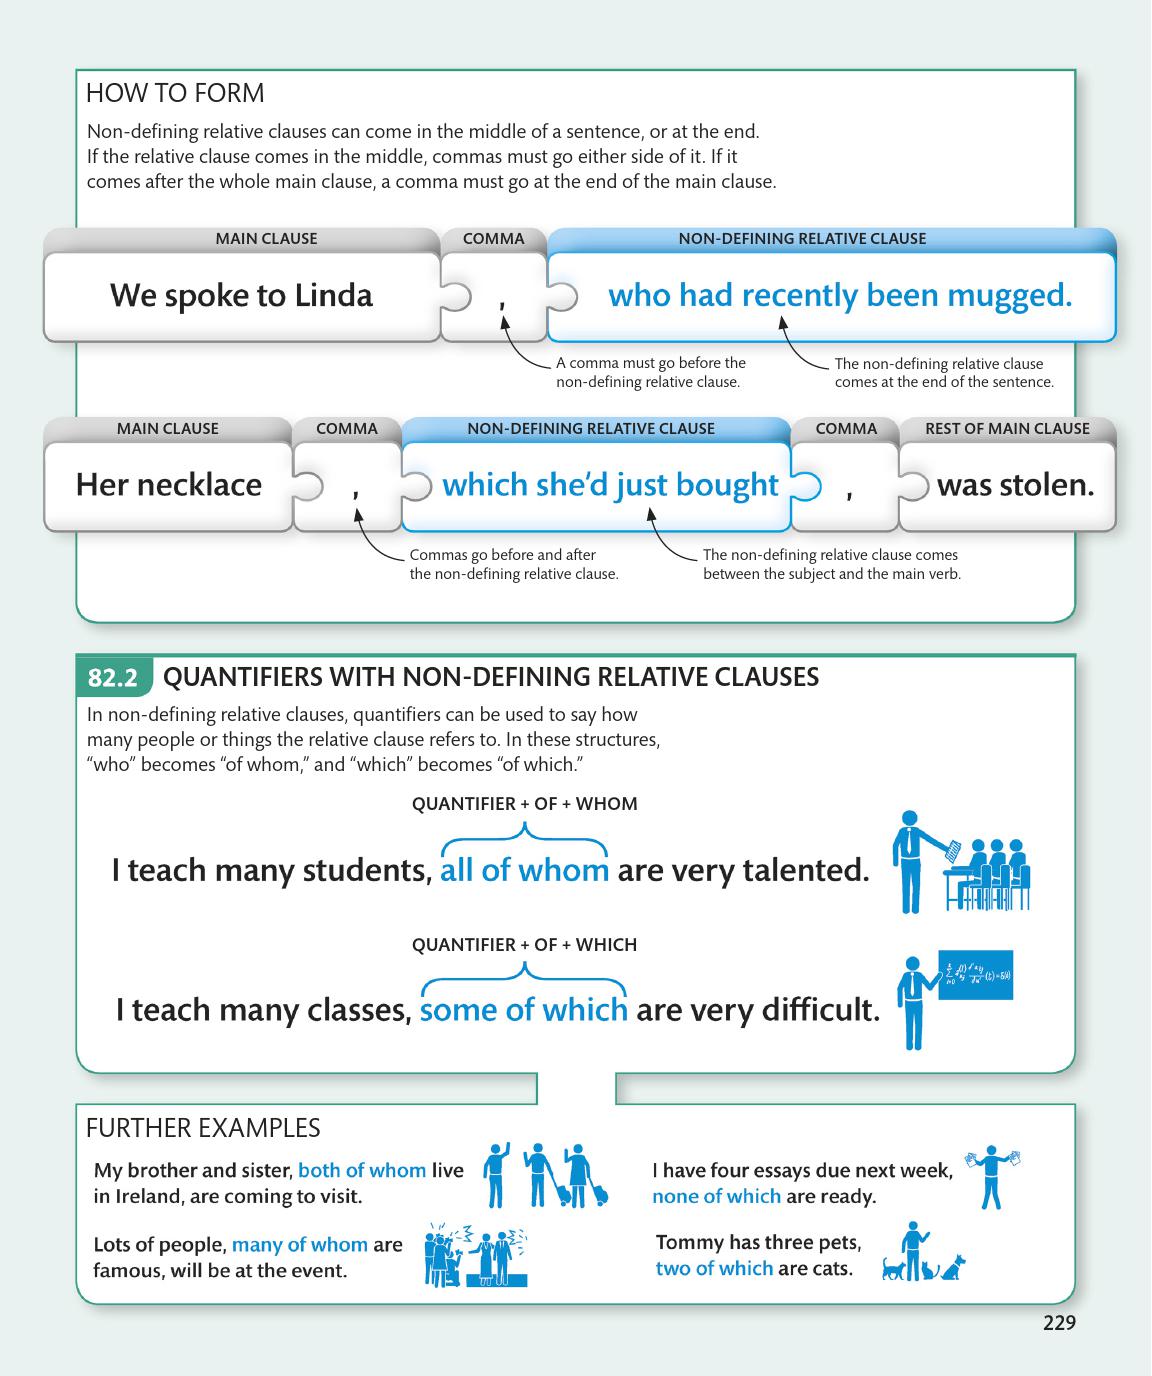 HOW TO FORM
Non-defining relative clauses can come in the middle of a sentence, or at the end.
If the relative clause comes in the middle, commas must go either side of it. If it
comes after the whole main clause, a comma must go at the end of the main clause.
MAIN CLAUSE COMMA NON-DEFINING RELATIVE CLAUSE
We spoke to Linda , who had recently been mugged.
A comma must go before the
non-defining relative clause.
The non-defining relative clause
comes at the end of the sentence.
MAIN CLAUSE COMMA NON-DEFINING RELATIVE CLAUSE COMMA REST OF MAIN CLAUSE
Her necklace , which she’d just bought , was stolen.
Commas go before and after
the non-defining relative clause.
The non-defining relative clause comes
between the subject and the main verb.
82.2 QUANTIFIERS WITH NON-DEFINING RELATIVE CLAUSES
In non-defining relative clauses, quantifiers can be used to say how
many people or things the relative clause refers to. In these structures,
“who” becomes “of whom,” and “which” becomes “of which.”
QUANTIFIER + OF + WHOM
I teach many students, all of whom are very talented.
QUANTIFIER + OF + WHICH
I teach many classes, some of which are very difficult.
FURTHER EXAMPLES
My brother and sister, both of whom live
in Ireland, are coming to visit.
I have four essays due next week,
none of which are ready.
Lots of people, many of whom are
famous, will be at the event.
Tommy has three pets,
two of which are cats.
229